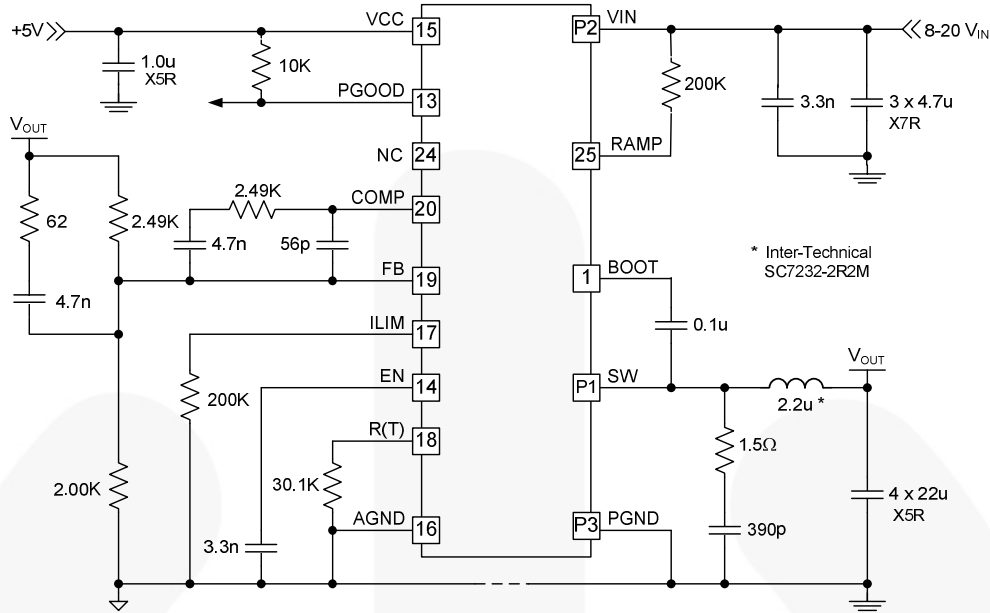 +5V
VCC
15
P2
VIN
8-20 VIN
1.0u
X5R
10K
200K
3.3n
3 x 4.7u
X7R
PGOOD
13
VOUT
NC
24
25
RAMP
62
2.49K
2.49K
COMP
20
4.7n
56p
* Inter-Technical
SC7232-2R2M
FB
19
1
BOOT
4.7n
ILIM
17
0.1u
VOUT
EN
14
P1
SW
2.2u *
200K
R(T)
18
1.5Ω
2.00K
30.1K
4 x 22u
X5R
AGND
16
P3
PGND
390p
3.3n